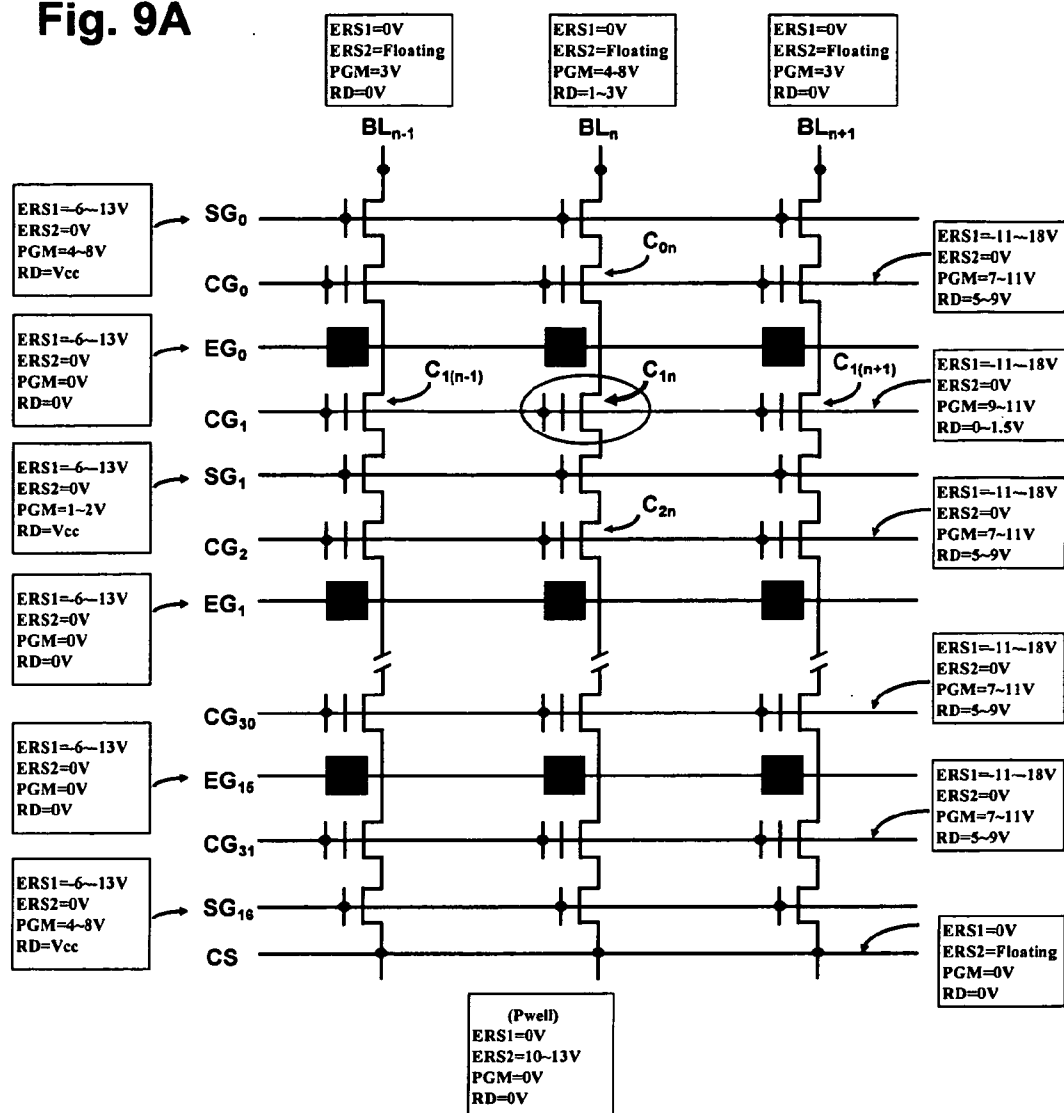 Fig. 9A
ERS1=0V
ERS2=Floating
PGM=3V
RD=0V
ERS1=0V
ERS2=Floating
PGM=4-8V
RD=1~3V
ERS1=0V
ERS2=Floating
PGM=3V
RD=0V
BLn-1
BLn
BLn+1
ERS1=-6~-13V
ERS2=0V
PGM=4~8V
RD=Vcc
SG0
C0n
CG0
ERS1=-11~-18V
ERS2=0V
PGM=7~11V
RD=5~9V
ERS1=-6~-13V
ERS2=0V
PGM=0V
RD=0V
EG0
C1(n-1)
C1n
C1(n+1)
CG1
ERS1=-11~-18V
ERS2=0V
PGM=9~11V
RD=0~1.5V
ERS1=-6~-13V
ERS2=0V
PGM=1~2V
RD=Vcc
SG1
C2n
CG2
ERS1=-11~-18V
ERS2=0V
PGM=7~11V
RD=5~9V
ERS1=-6~-13V
ERS2=0V
PGM=0V
RD=0V
EG1
CG30
ERS1=-11~-18V
ERS2=0V
PGM=7~11V
RD=5~9V
ERS1=-6~-13V
ERS2=0V
PGM=0V
RD=0V
EG15
CG31
ERS1=-11~-18V
ERS2=0V
PGM=7~11V
RD=5~9V
ERS1=-6~-13V
ERS2=0V
PGM=4~8V
RD=Vcc
SG16
CS
ERS1=0V
ERS2=Floating
PGM=0V
RD=0V
(Pwell)
ERS1=0V
ERS2=10~13V
PGM=0V
RD=0V